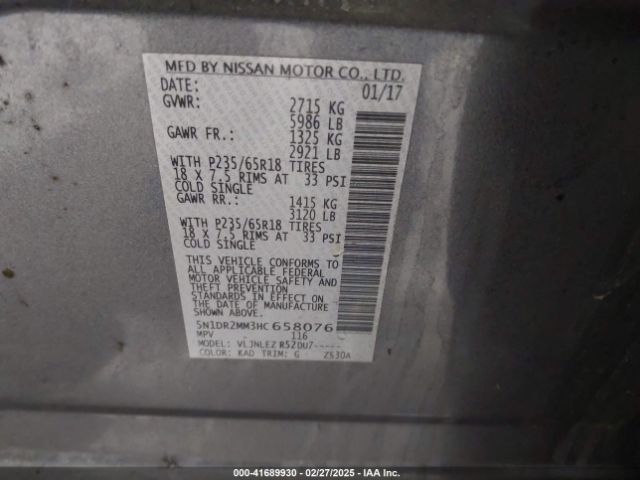 MFD BY NISSAN MOTOR CO., LTD.
DATE: 01/17
GVWR: 2715 KG
5986 LB
GAWR FR.: 1325 KG
2921 LB
WITH P235/65R18 TIRES
18 X 7.5 RIMS AT 33 PSI
COLD SINGLE
GAWR RR.: 1415 KG
3120 LB
WITH P235/65R18 TIRES
18 X 7.5 RIMS AT 33 PSI
COLD SINGLE
THIS VEHICLE CONFORMS TO
ALL APPLICABLE FEDERAL
MOTOR VEHICLE SAFETY AND
THEFT PREVENTION
STANDARDS IN EFFECT ON
THE DATE OF MANUFACTURE
SHOWN ABOVE.
5N1DR2MM3HC658076
MPV 116
MODEL: VLJNLEZ R52DU7-----
COLOR: KAD TRIM: G ZS30A
000-41689930 - 02/27/2025 - IAA Inc.